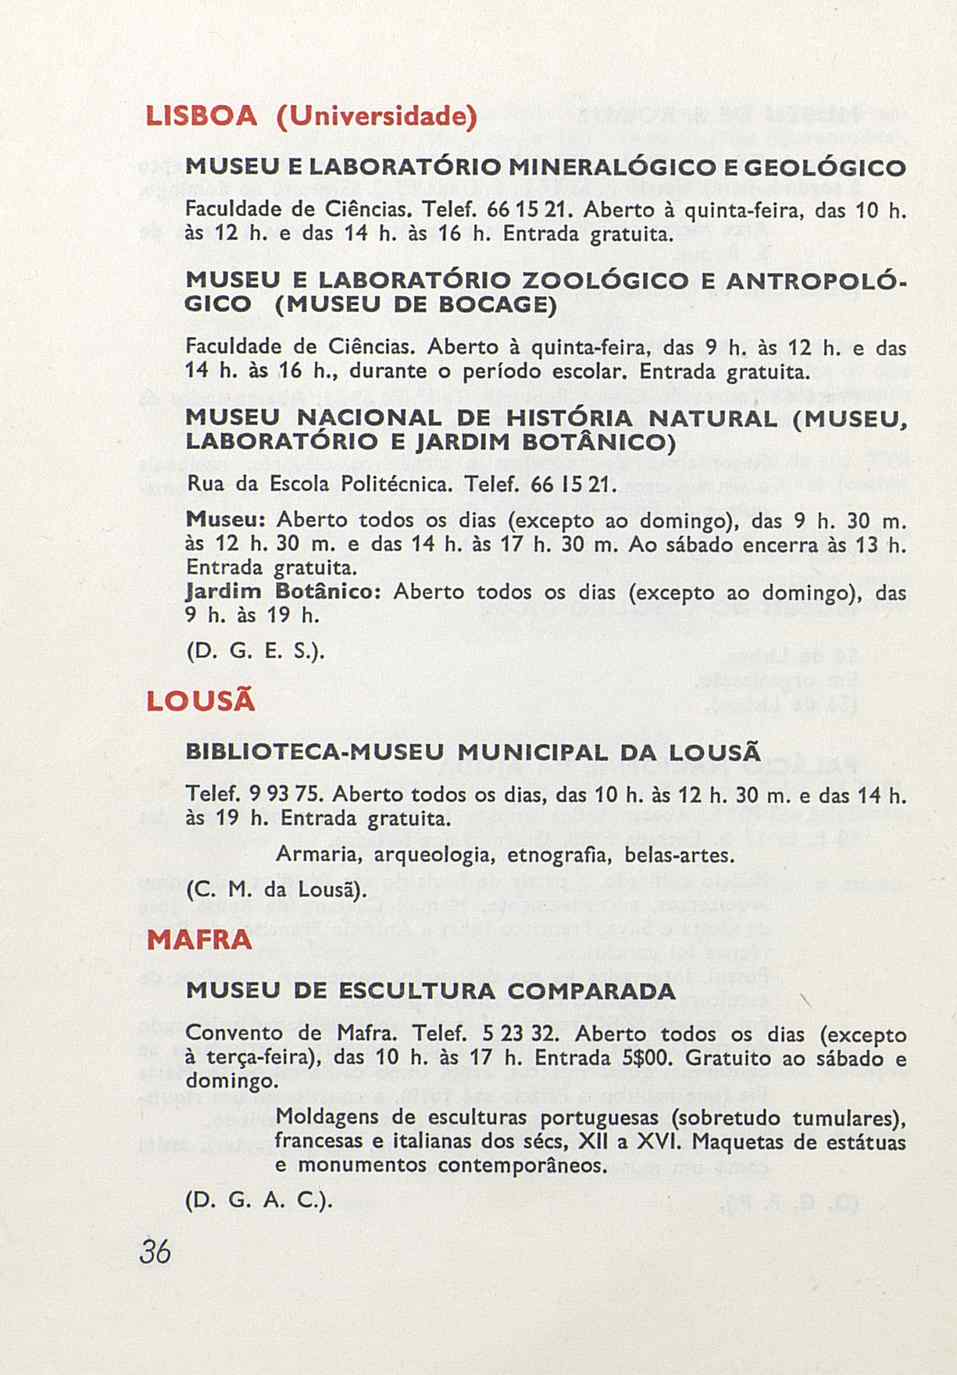 LISBOA (Universidade)
MUSEU E LABORATÓRIO MINERALÓGICO E GEOLÓGICO
Faculdade de Ciências. Telef. 66 15 21. Aberto à quinta-feira, das 10 h.
às 12 h. e das 14 h. às 16 h. Entrada gratuita.
MUSEU E LABORATÓRIO ZOOLÓGICO E ANTROPOLÓ-
GICO (MUSEU DE BOCAGE)
Faculdade de Ciências. Aberto à quinta-feira, das 9 h. às 12 h. e das
14 h. às 16 h., durante o período escolar. Entrada gratuita.
MUSEU NACIONAL DE HISTÓRIA NATURAL (MUSEU,
LABORATÓRIO E JARDIM BOTÂNICO)
Rua da Escola Politécnica. Telef. 66 15 21.
Museu: Aberto todos os dias (excepto ao domingo), das 9 h. 30 m.
às 12 h. 30 m. e das 14 h. às 17 h. 30 m. Ao sábado encerra às 13 h.
Entrada gratuita.
Jardim Botânico: Aberto todos os dias (excepto ao domingo), das
9 h. às 19 h.
(D. G. E. S.).
LOUSÃ
BIBLIOTECA-MUSEU MUNICIPAL DA LOUSÃ
Telef. 9 93 75. Aberto todos os dias, das 10 h. às 12 h. 30 m. e das 14 h.
às 19 h. Entrada gratuita.
Armaria, arqueologia, etnografia, belas-artes.
(C. M. da Lousã).
MAFRA
MUSEU DE ESCULTURA COMPARADA
Convento de Mafra. Telef. 5 23 32. Aberto todos os dias (excepto
à terça-feira), das 10 h. às 17 h. Entrada 5$00. Gratuito ao sábado e
domingo.
Moldagens de esculturas portuguesas (sobretudo tumulares),
francesas e italianas dos sécs, XII a XVI. Maquetas de estátuas
e monumentos contemporâneos.
(D. G. A. C.).
36